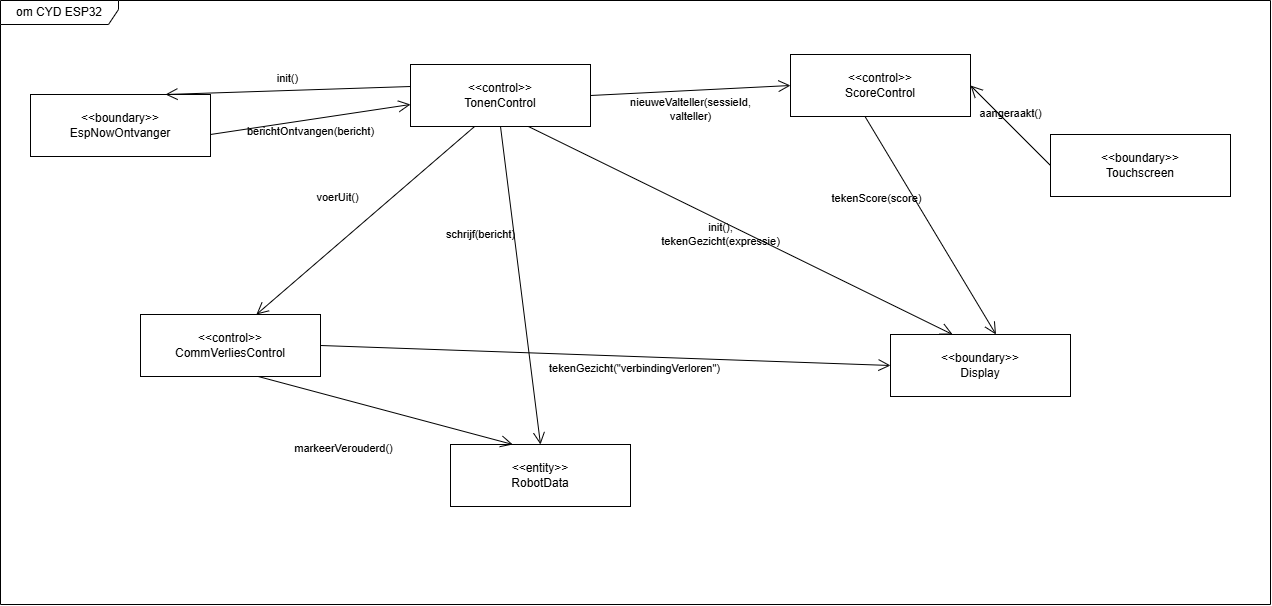 om CYD ESP32
init()
<<control>>
TonenControl
<<control>>
ScoreControl
nieuweValteller(sessieId,
valteller)
<<boundary>>
EspNowOntvanger
berichtOntvangen(bericht)
aangeraakt()
<<boundary>>
Touchscreen
voerUit()
tekenScore(score)
schrijf(bericht)
init(),
tekenGezicht(expressie)
<<control>>
CommVerliesControl
<<boundary>>
Display
tekenGezicht("verbindingVerloren")
markeerVerouderd()
<<entity>>
RobotData